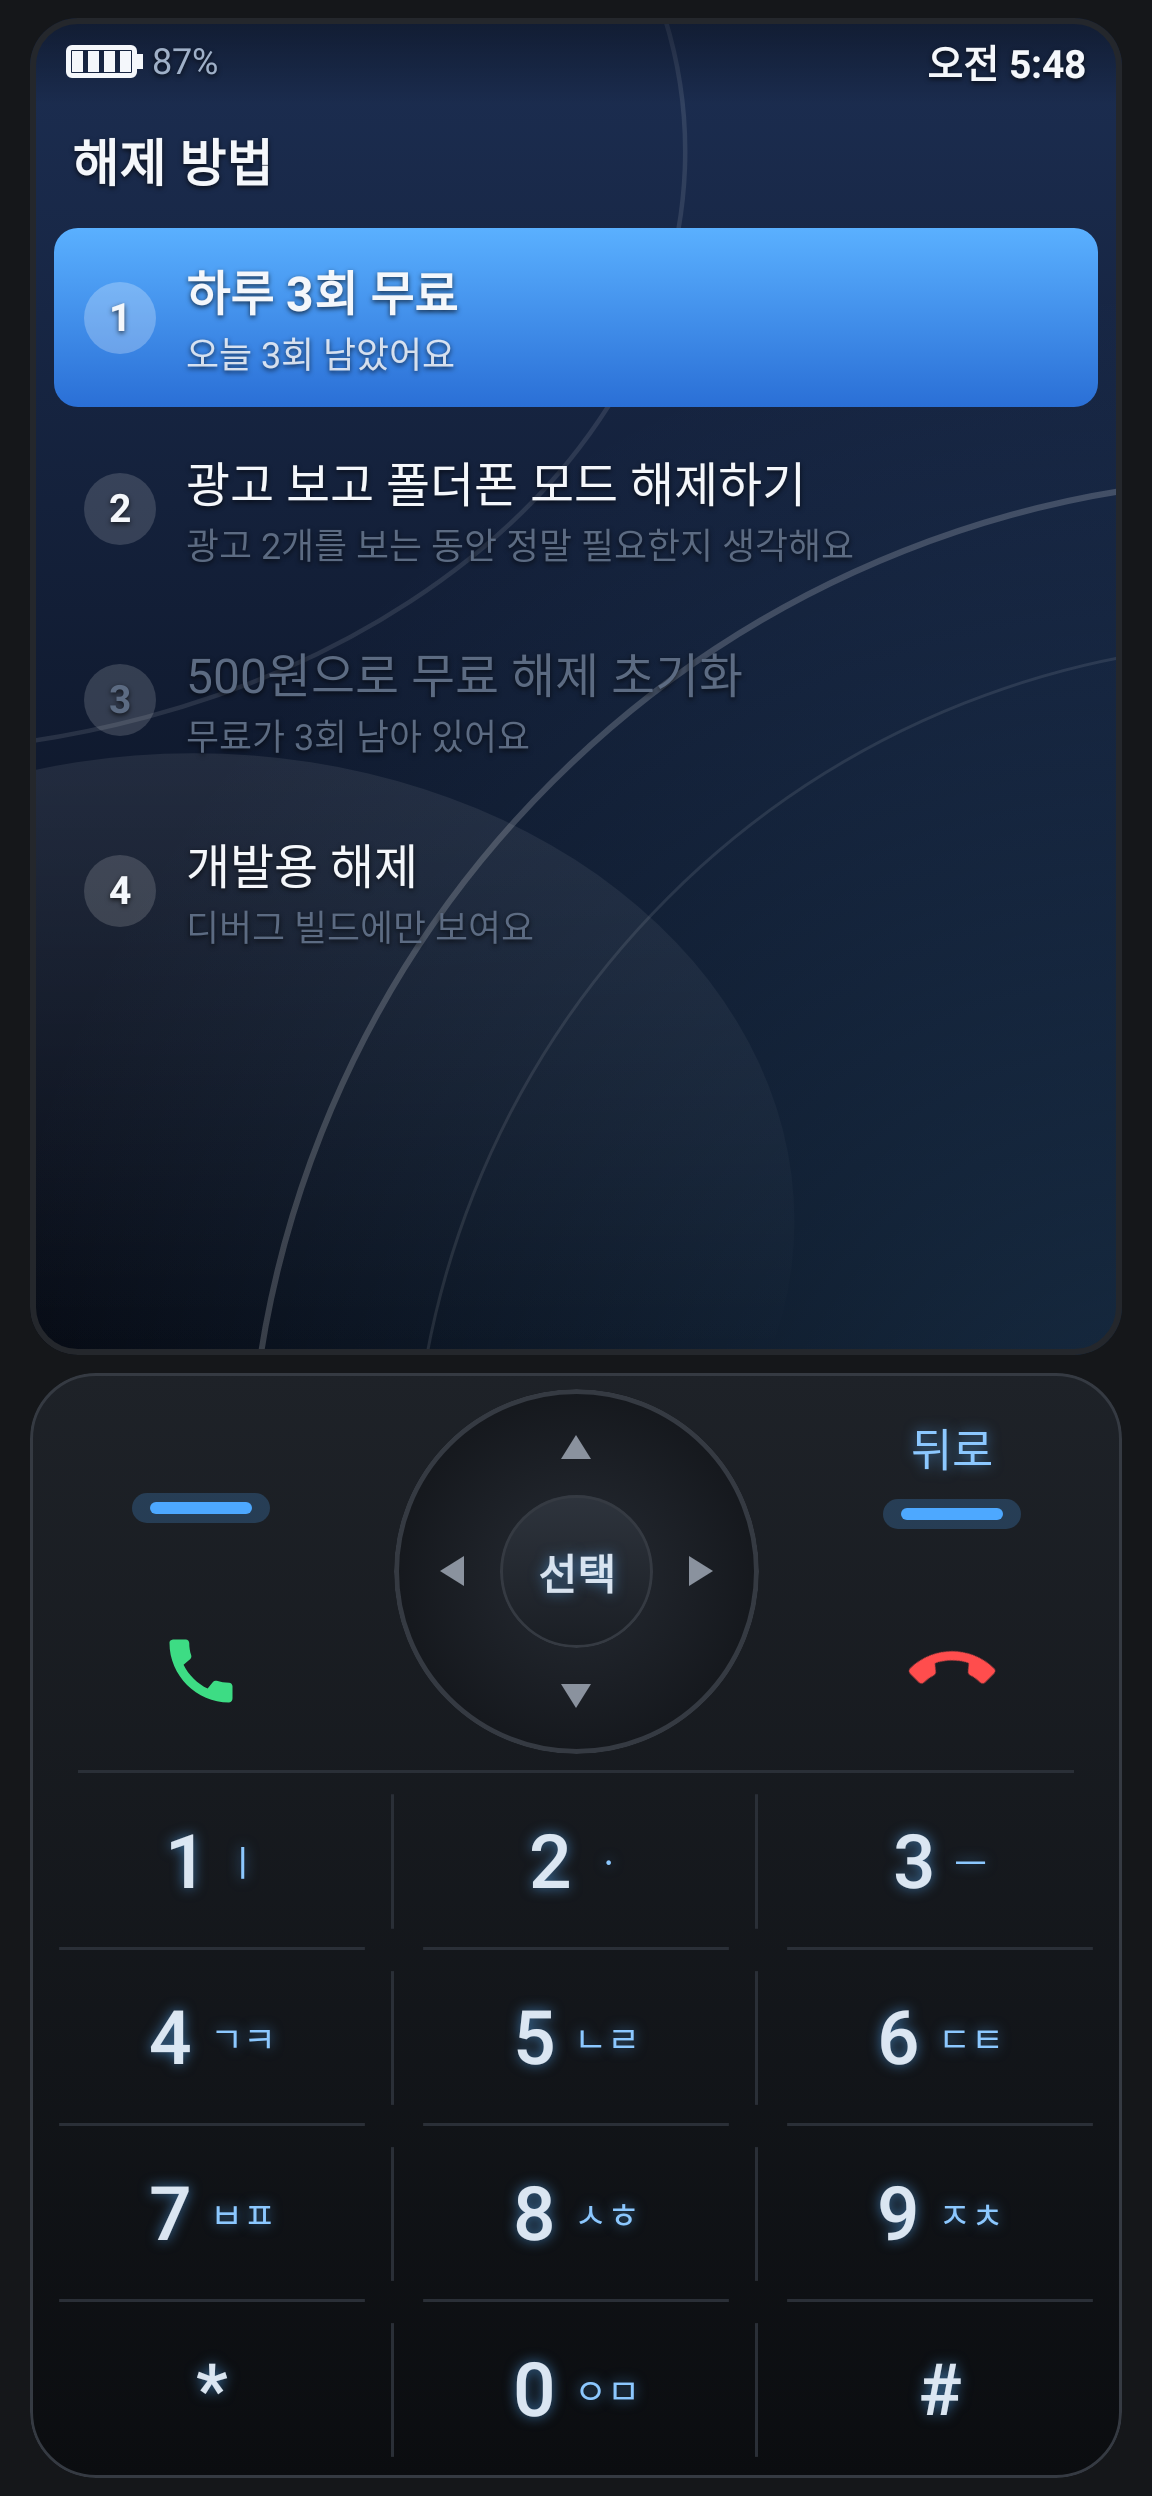 87%
오전 5:48
해제 방법
1
하루 3회 무료
오늘 3회 남았어요
2
광고 보고 폴더폰 모드 해제하기
광고 2개를 보는 동안 정말 필요한지 생각해요
3
500원으로 무료 해제 초기화
무료가 3회 남아 있어요
4
개발용 해제
디버그 빌드에만 보여요
뒤로
선택
1 ㅣ
2 ·
3 ㅡ
4 ㄱㅋ
5 ㄴㄹ
6 ㄷㅌ
7 ㅂㅍ
8 ㅅㅎ
9 ㅈㅊ
*
0 ㅇㅁ
#